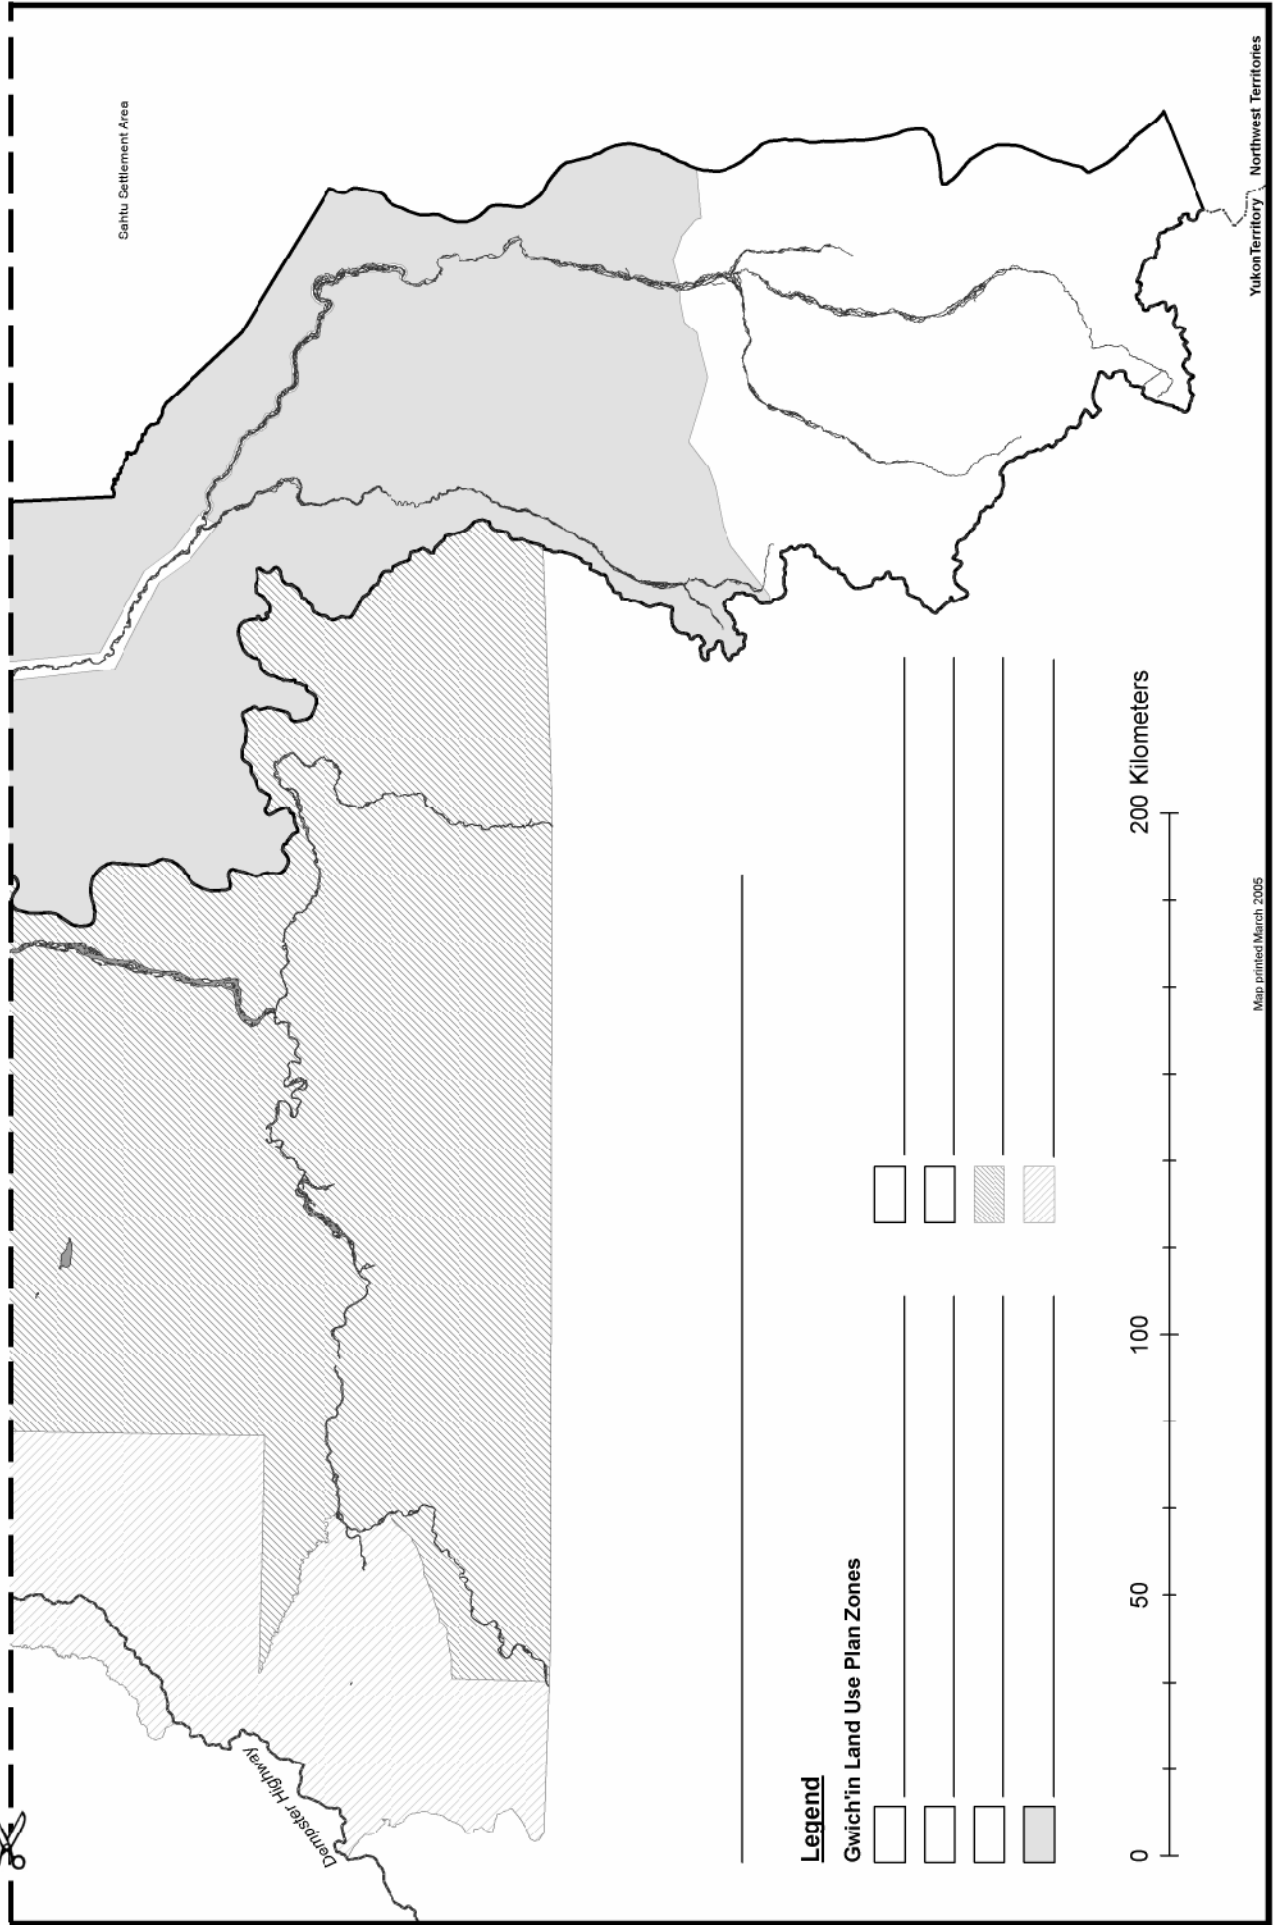 Sahtu Settlement Area
Dempster Highway
Legend
Gwich'in Land Use Plan Zones
0 50 100 200 Kilometers
Yukon Territory Northwest Territories
Map printed March 2005